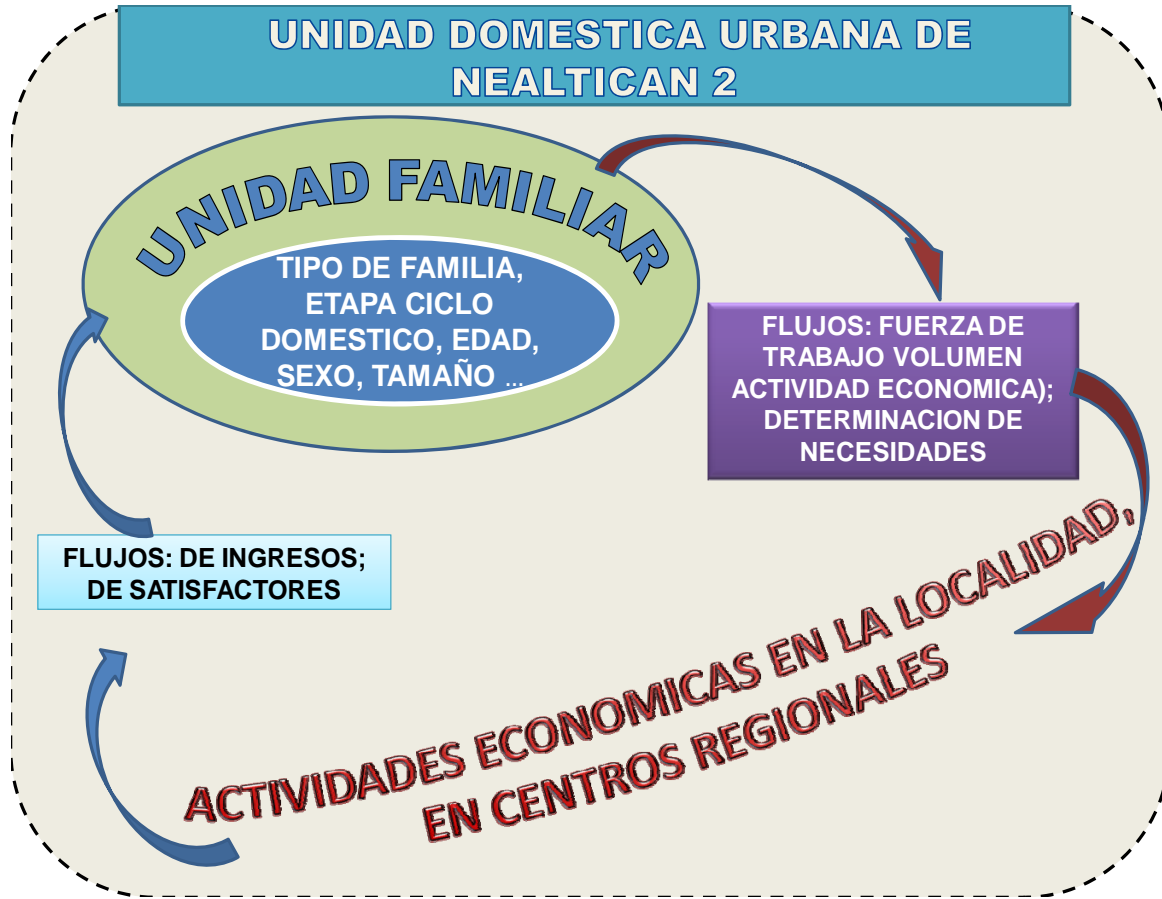 UNIDAD DOMESTICA URBANA DE
NEALTICAN 2
UNIDAD FAMILIAR
TIPO DE FAMILIA,
ETAPA CICLO
DOMESTICO, EDAD,
SEXO, TAMAÑO ...
FLUJOS: FUERZA DE
TRABAJO VOLUMEN
ACTIVIDAD ECONOMICA);
DETERMINACION DE
NECESIDADES
FLUJOS: DE INGRESOS;
DE SATISFACTORES
ACTIVIDADES ECONOMICAS EN LA LOCALIDAD,
EN CENTROS REGIONALES